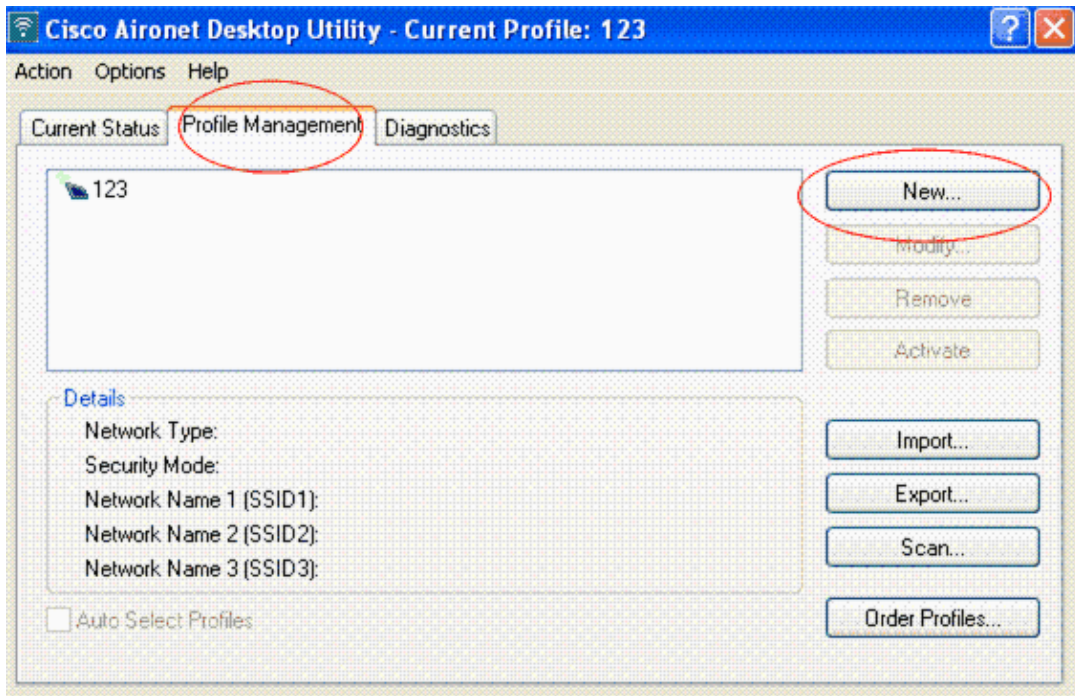 Cisco Aironet Desktop Utility - Current Profile: 123
Action Options Help
Current Status Profile Management Diagnostics
123
New...
Modify...
Remove
Activate
Details
Network Type:
Security Mode:
Network Name 1 (SSID1):
Network Name 2 (SSID2):
Network Name 3 (SSID3):
Import...
Export...
Scan...
Auto Select Profiles
Order Profiles...